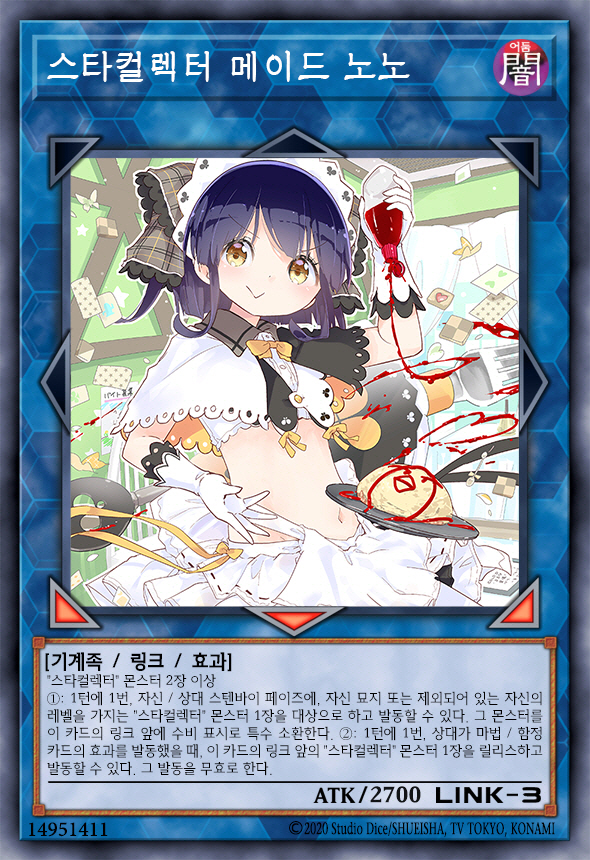 스타컬렉터 메이드 노노
어둠
闇
バイト募集
[기계족 / 링크 / 효과]
"스타컬렉터" 몬스터 2장 이상
①: 1턴에 1번, 자신 / 상대 스텐바이 페이즈에, 자신 묘지 또는 제외되어 있는 자신의
레벨을 가지는 "스타컬렉터" 몬스터 1장을 대상으로 하고 발동할 수 있다. 그 몬스터를
이 카드의 링크 앞에 수비 표시로 특수 소환한다. ②: 1턴에 1번, 상대가 마법 / 함정
카드의 효과를 발동했을 때, 이 카드의 링크 앞의 "스타컬렉터" 몬스터 1장을 릴리스하고
발동할 수 있다. 그 발동을 무효로 한다.
ATK/2700 LINK-3
14951411 ©2020 Studio Dice/SHUEISHA, TV TOKYO, KONAMI